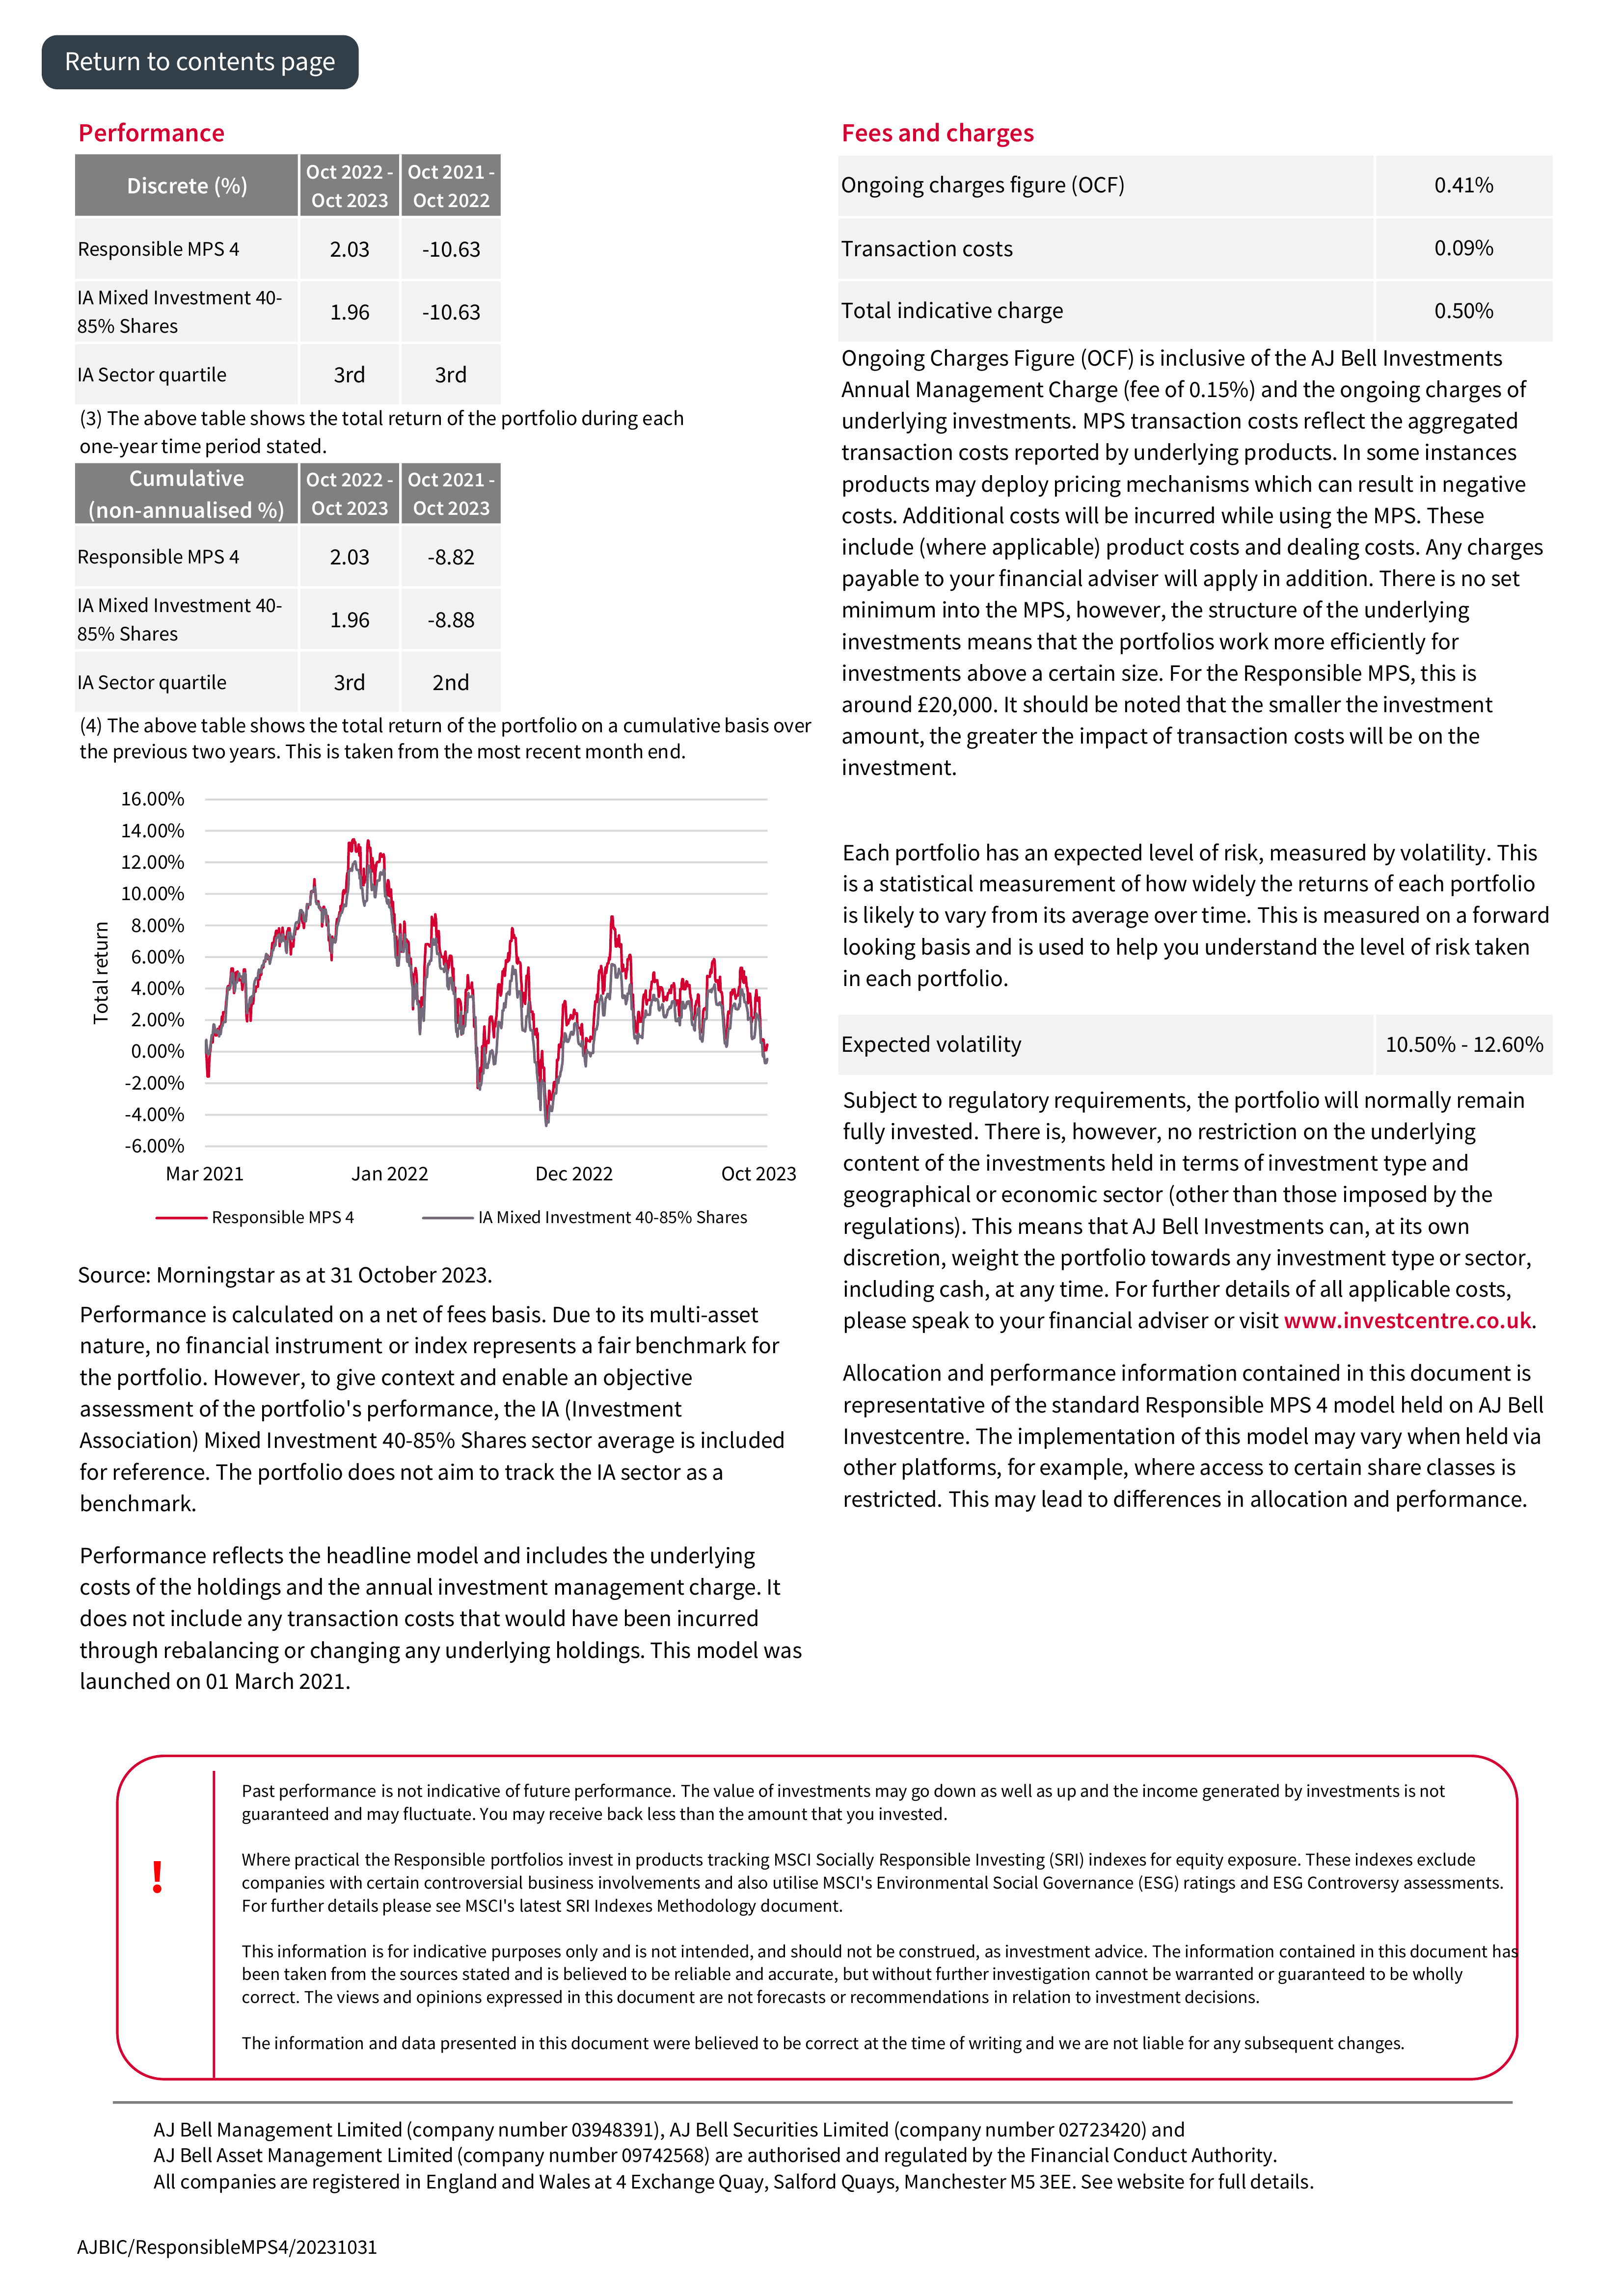 Return to contents page
Performance
Discrete (%)
Oct 2022 -
Oct 2023
Oct 2021 -
Oct 2022
Responsible MPS 4
2.03
-10.63
IA Mixed Investment 40-
85% Shares
1.96
-10.63
IA Sector quartile
3rd
3rd
(3) The above table shows the total return of the portfolio during each
one-year time period stated.
Cumulative
(non-annualised %)
Oct 2022 -
Oct 2023
Oct 2021 -
Oct 2023
Responsible MPS 4
2.03
-8.82
IA Mixed Investment 40-
85% Shares
1.96
-8.88
IA Sector quartile
3rd
2nd
(4) The above table shows the total return of the portfolio on a cumulative basis over
the previous two years. This is taken from the most recent month end.
Total return
16.00%
14.00%
12.00%
10.00%
8.00%
6.00%
4.00%
2.00%
0.00%
-2.00%
-4.00%
-6.00%
Mar 2021
Jan 2022
Dec 2022
Oct 2023
Responsible MPS 4
IA Mixed Investment 40-85% Shares
Source: Morningstar as at 31 October 2023.
Performance is calculated on a net of fees basis. Due to its multi-asset
nature, no financial instrument or index represents a fair benchmark for
the portfolio. However, to give context and enable an objective
assessment of the portfolio's performance, the IA (Investment
Association) Mixed Investment 40-85% Shares sector average is included
for reference. The portfolio does not aim to track the IA sector as a
benchmark.
Performance reflects the headline model and includes the underlying
costs of the holdings and the annual investment management charge. It
does not include any transaction costs that would have been incurred
through rebalancing or changing any underlying holdings. This model was
launched on 01 March 2021.
Fees and charges
Ongoing charges figure (OCF)
0.41%
Transaction costs
0.09%
Total indicative charge
0.50%
Ongoing Charges Figure (OCF) is inclusive of the AJ Bell Investments
Annual Management Charge (fee of 0.15%) and the ongoing charges of
underlying investments. MPS transaction costs reflect the aggregated
transaction costs reported by underlying products. In some instances
products may deploy pricing mechanisms which can result in negative
costs. Additional costs will be incurred while using the MPS. These
include (where applicable) product costs and dealing costs. Any charges
payable to your financial adviser will apply in addition. There is no set
minimum into the MPS, however, the structure of the underlying
investments means that the portfolios work more efficiently for
investments above a certain size. For the Responsible MPS, this is
around £20,000. It should be noted that the smaller the investment
amount, the greater the impact of transaction costs will be on the
investment.
Each portfolio has an expected level of risk, measured by volatility. This
is a statistical measurement of how widely the returns of each portfolio
is likely to vary from its average over time. This is measured on a forward
looking basis and is used to help you understand the level of risk taken
in each portfolio.
Expected volatility
10.50% - 12.60%
Subject to regulatory requirements, the portfolio will normally remain
fully invested. There is, however, no restriction on the underlying
content of the investments held in terms of investment type and
geographical or economic sector (other than those imposed by the
regulations). This means that AJ Bell Investments can, at its own
discretion, weight the portfolio towards any investment type or sector,
including cash, at any time. For further details of all applicable costs,
please speak to your financial adviser or visit www.investcentre.co.uk.
Allocation and performance information contained in this document is
representative of the standard Responsible MPS 4 model held on AJ Bell
Investcentre. The implementation of this model may vary when held via
other platforms, for example, where access to certain share classes is
restricted. This may lead to differences in allocation and performance.
!
Past performance is not indicative of future performance. The value of investments may go down as well as up and the income generated by investments is not
guaranteed and may fluctuate. You may receive back less than the amount that you invested.
Where practical the Responsible portfolios invest in products tracking MSCI Socially Responsible Investing (SRI) indexes for equity exposure. These indexes exclude
companies with certain controversial business involvements and also utilise MSCI's Environmental Social Governance (ESG) ratings and ESG Controversy assessments.
For further details please see MSCI's latest SRI Indexes Methodology document.
This information is for indicative purposes only and is not intended, and should not be construed, as investment advice. The information contained in this document has
been taken from the sources stated and is believed to be reliable and accurate, but without further investigation cannot be warranted or guaranteed to be wholly
correct. The views and opinions expressed in this document are not forecasts or recommendations in relation to investment decisions.
The information and data presented in this document were believed to be correct at the time of writing and we are not liable for any subsequent changes.
AJ Bell Management Limited (company number 03948391), AJ Bell Securities Limited (company number 02723420) and
AJ Bell Asset Management Limited (company number 09742568) are authorised and regulated by the Financial Conduct Authority.
All companies are registered in England and Wales at 4 Exchange Quay, Salford Quays, Manchester M5 3EE. See website for full details.
AJBIC/ResponsibleMPS4/20231031